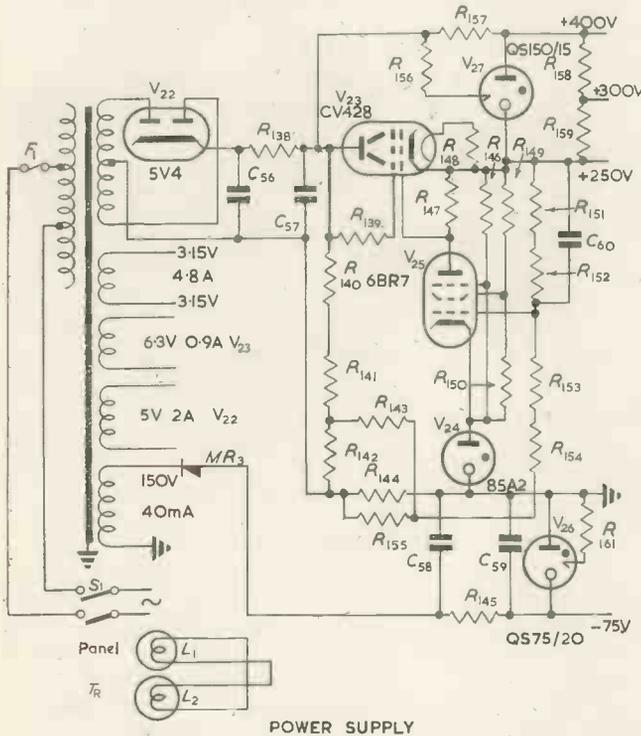 R157
+400V
QS150/15
V27
R156
R158
+300V
V22
V23
CV428
R138
R159
F1
5V4
R148
R146
R149
+250V
C56
C57
R147
R151
R139
C60
V25
3.15V
4.8A
3.15V
R140
6BR7
R152
6.3V 0.9A V23
R150
R141
R153
R143
5V 2A V22
V24
R154
R142
MR3
R144
85A2
150V
40mA
R155
V26
R161
C58
C59
S1
R145
-75V
QS75/20
Panel
L1
TR
L2
POWER SUPPLY